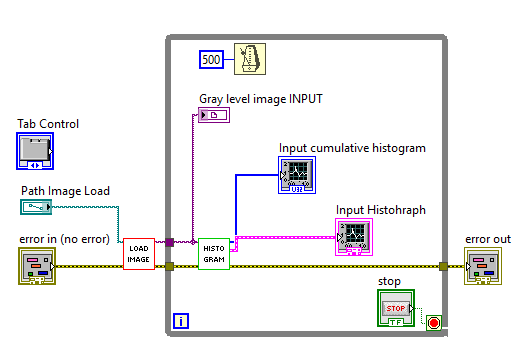 500
Gray level image INPUT
Tab Control
Input cumulative histogram
U32
Path Image Load
Input Histohraph
error in (no error)
LOAD
IMAGE
HISTO
GRAM
error out
stop
STOP
TF
i